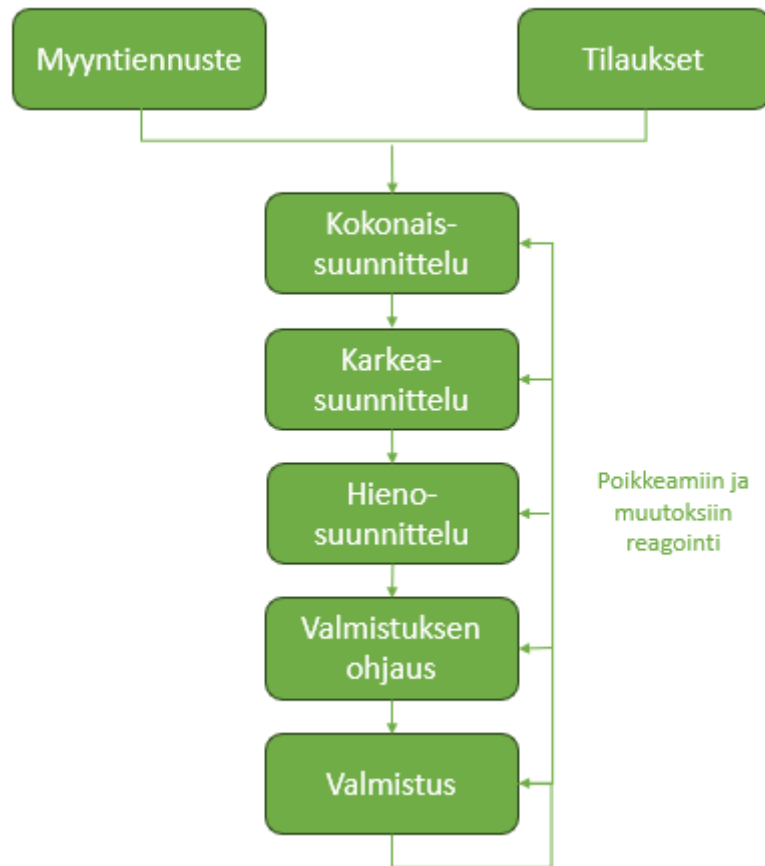 Myyntiennuste
Tilaukset
Kokonais-
suunnittelu
Karkea-
suunnittelu
Hieno-
suunnittelu
Poikkeamiin ja
muutoksiin
reagointi
Valmistuksen
ohjaus
Valmistus